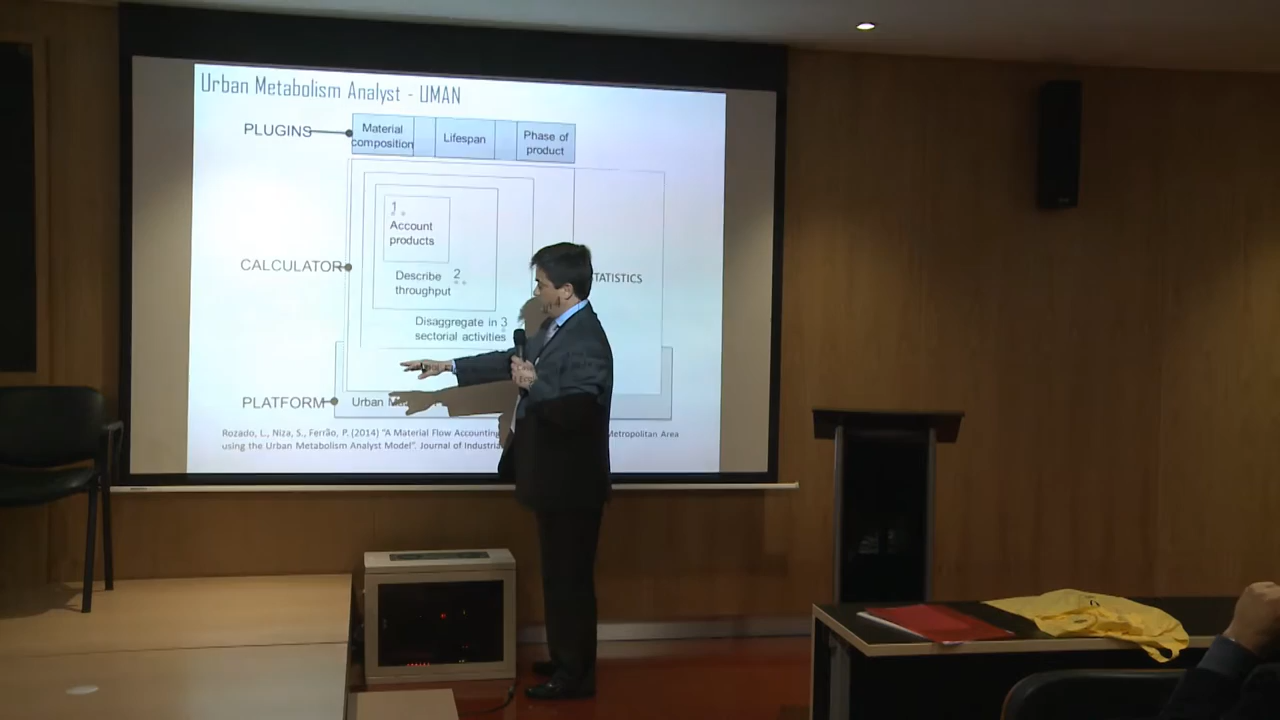 Urban Metabolism Analyst - UMAN
PLUGINS
Material
composition
Lifespan
Phase of
product
1.
Account
products
CALCULATOR
Describe 2
throughput
TATISTICS
Disaggregate in 3
sectorial activities
PLATFORM
Urban
Rozado, L., Niza, S., Ferrão, P. (2014) "A Material Flow Accounting Metropolitan Area
using the Urban Metabolism Analyst Model". Journal of Industria